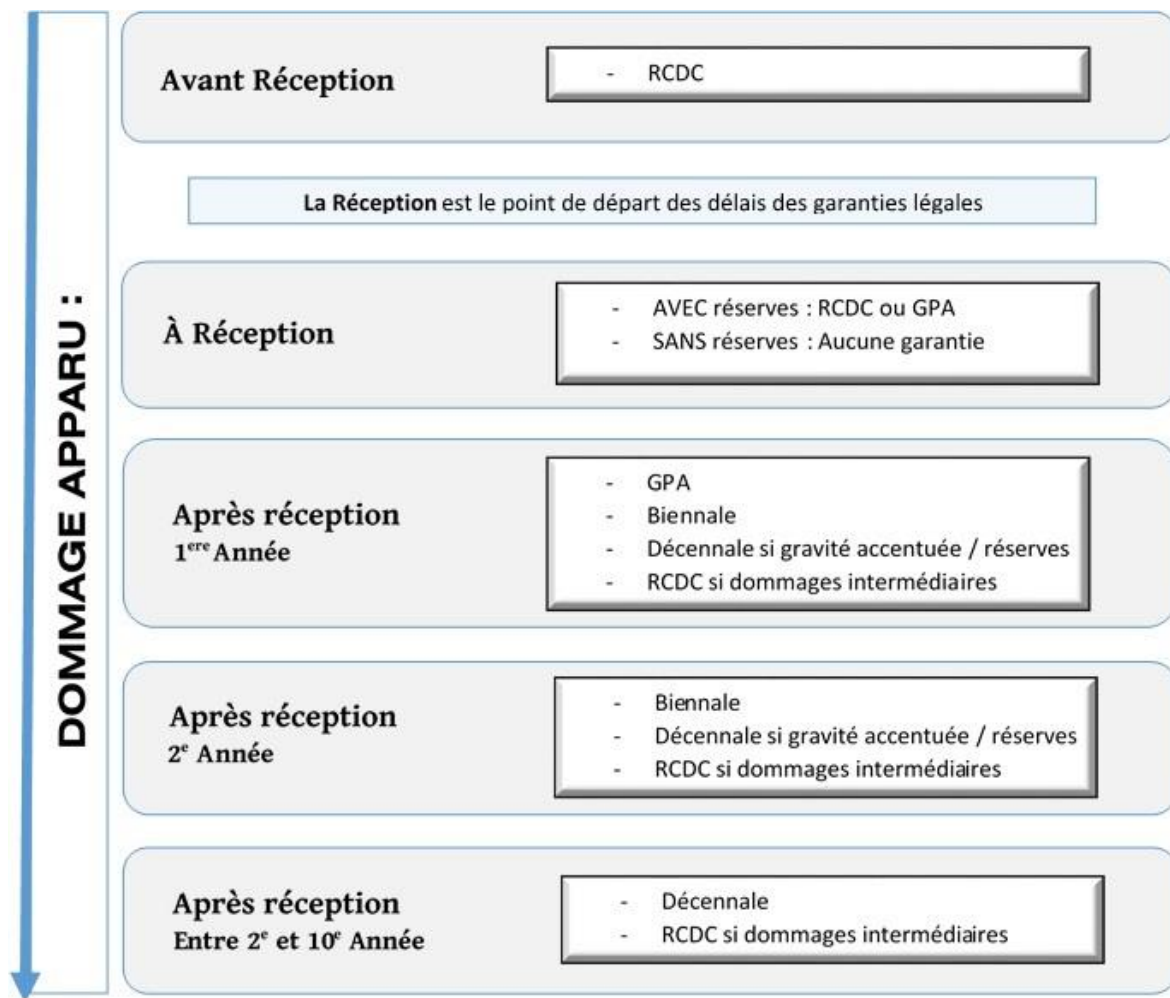 DOMMAGE APPARU :
Avant Réception
- RCDC
La Réception est le point de départ des délais des garanties légales
À Réception
- AVEC réserves : RCDC ou GPA
- SANS réserves : Aucune garantie
Après réception
1ere Année
- GPA
- Biennale
- Décennale si gravité accentuée / réserves
- RCDC si dommages intermédiaires
Après réception
2e Année
- Biennale
- Décennale si gravité accentuée / réserves
- RCDC si dommages intermédiaires
Après réception
Entre 2e et 10e Année
- Décennale
- RCDC si dommages intermédiaires